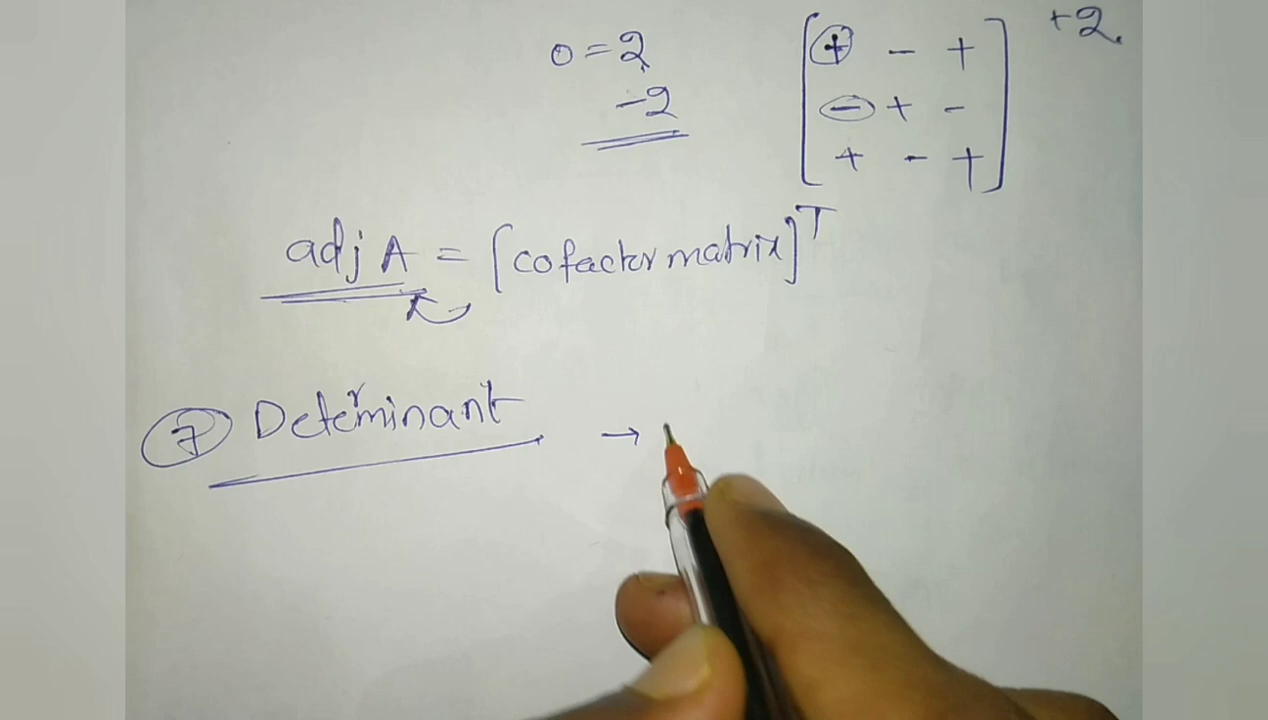 0 = 2
-2
[+ - +
- + -
+ - +]
+2.
adj A = [cofactor matrix]ᵀ
7 Determinant →